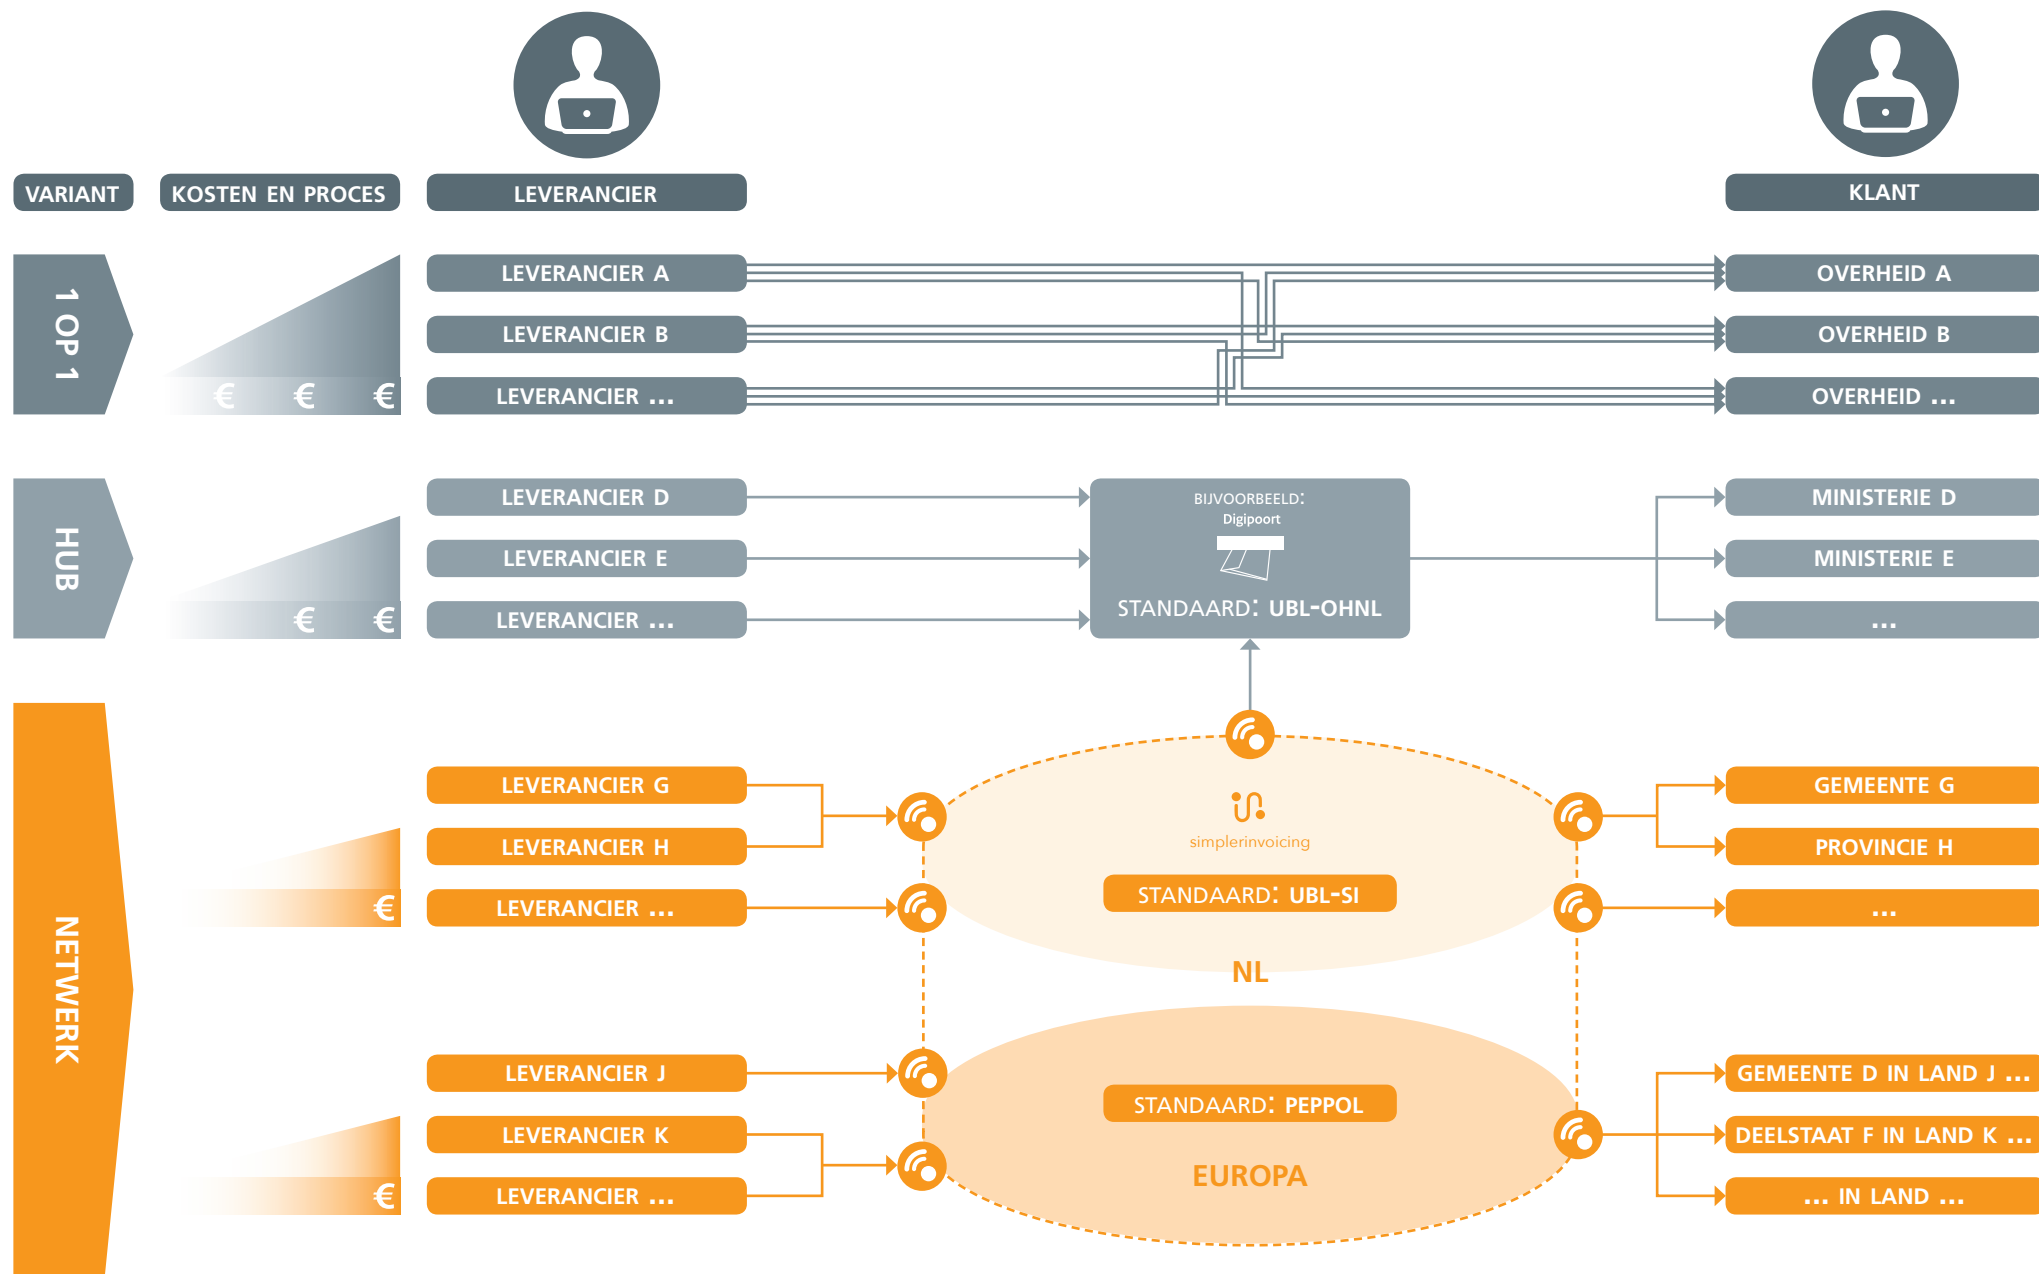 VARIANT
KOSTEN EN PROCES
LEVERANCIER
KLANT
1 OP 1
€ € €
LEVERANCIER A
LEVERANCIER B
LEVERANCIER ...
OVERHEID A
OVERHEID B
OVERHEID ...
HUB
€ €
LEVERANCIER D
LEVERANCIER E
LEVERANCIER ...
BIJVOORBEELD:
Digipoort
STANDAARD: UBL-OHNL
MINISTERIE D
MINISTERIE E
...
NETWERK
€
LEVERANCIER G
LEVERANCIER H
LEVERANCIER ...
simplerinvoicing
STANDAARD: UBL-SI
NL
GEMEENTE G
PROVINCIE H
...
€
LEVERANCIER J
LEVERANCIER K
LEVERANCIER ...
STANDAARD: PEPPOL
EUROPA
GEMEENTE D IN LAND J ...
DEELSTAAT F IN LAND K ...
... IN LAND ...